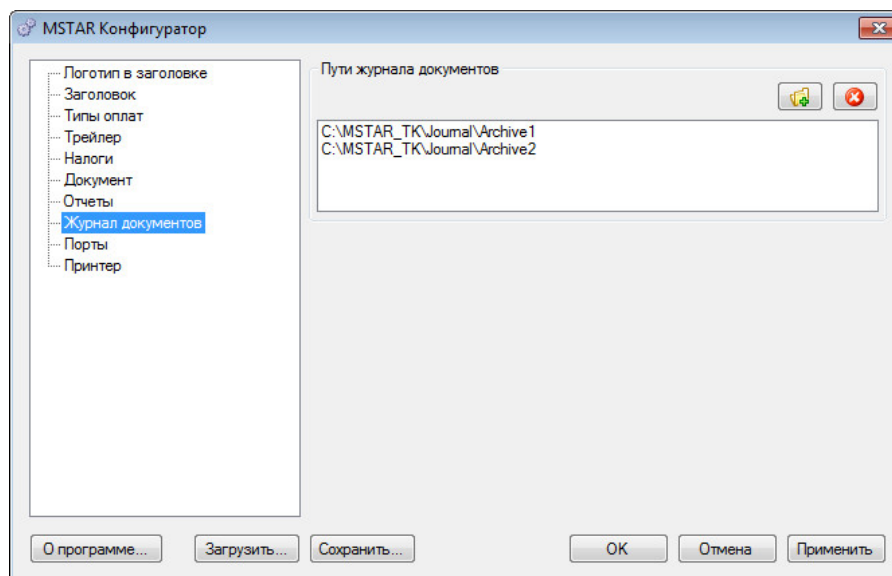 MSTAR Конфигуратор
Логотип в заголовке
Заголовок
Типы оплат
Трейлер
Налоги
Документ
Отчеты
Журнал документов
Порты
Принтер
Пути журнала документов
C:\MSTAR_TK\Journal\Archive1
C:\MSTAR_TK\Journal\Archive2
О программе...
Загрузить...
Сохранить...
OK
Отмена
Применить